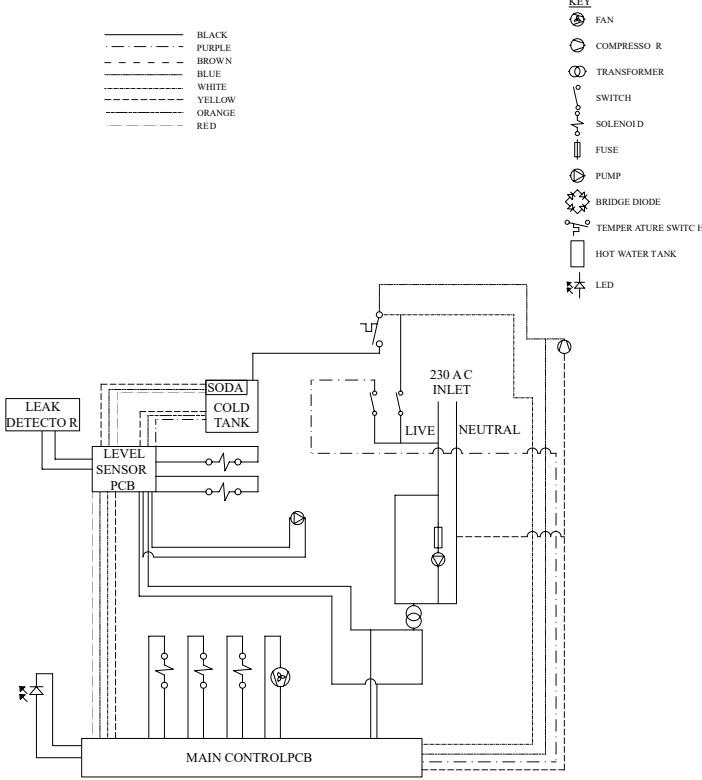 KEY
FAN
COMPRESSO R
TRANSFORMER
SWITCH
SOLENOI D
FUSE
PUMP
BRIDGE DIODE
TEMPER ATURE SWITC H
HOT WATER TANK
LED
BLACK
PURPLE
BROWN
BLUE
WHITE
YELLOW
ORANGE
RED
230 A C
INLET
LIVE
NEUTRAL
SODA
COLD
TANK
LEAK
DETECTO R
LEVEL
SENSOR
PCB
MAIN CONTROLPCB